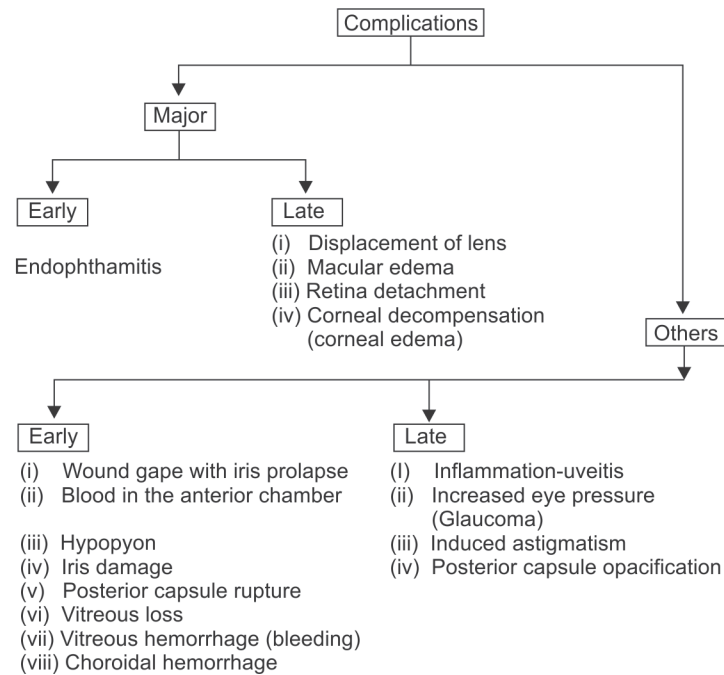 Complications
Major
Early
Late
Endophthamitis
(i) Displacement of lens
(ii) Macular edema
(iii) Retina detachment
(iv) Corneal decompensation
(corneal edema)
Others
Early
Late
(i) Wound gape with iris prolapse
(ii) Blood in the anterior chamber
(iii) Hypopyon
(iv) Iris damage
(v) Posterior capsule rupture
(vi) Vitreous loss
(vii) Vitreous hemorrhage (bleeding)
(viii) Choroidal hemorrhage
(I) Inflammation-uveitis
(ii) Increased eye pressure
(Glaucoma)
(iii) Induced astigmatism
(iv) Posterior capsule opacification